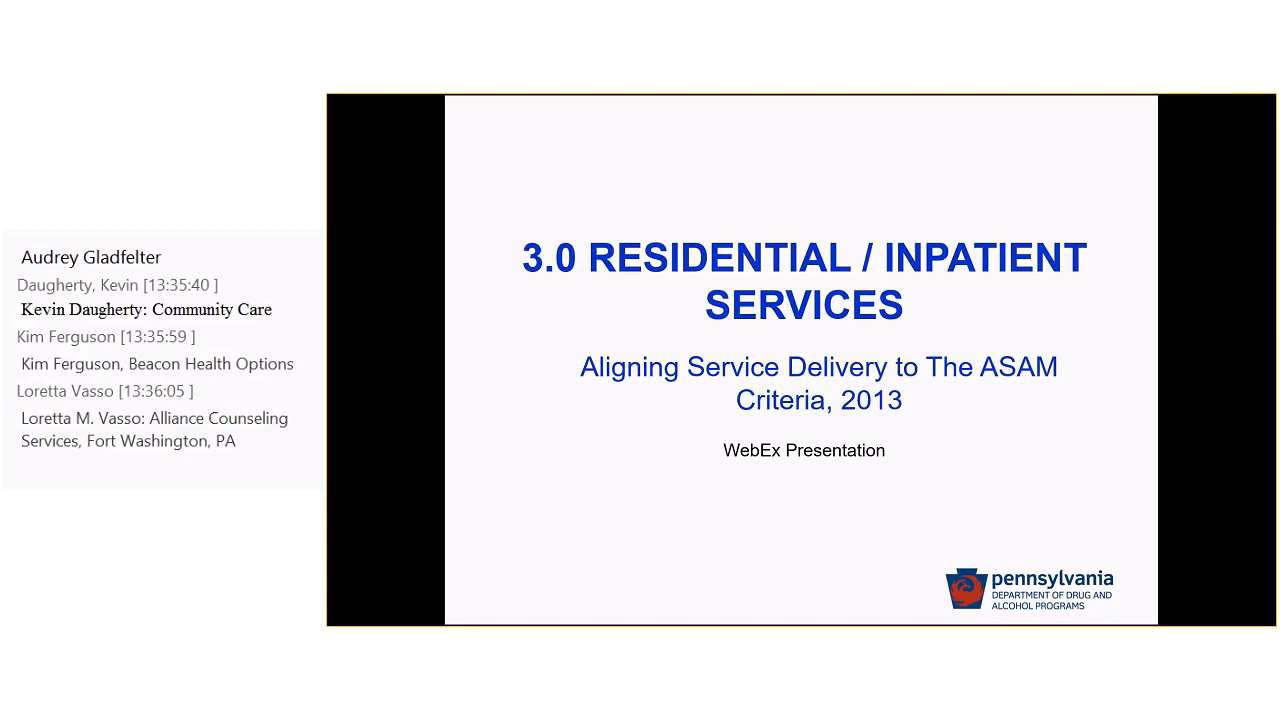 Audrey Gladfelter
Daugherty, Kevin [13:35:40 ]
Kevin Daugherty: Community Care
Kim Ferguson [13:35:59 ]
Kim Ferguson, Beacon Health Options
Loretta Vasso [13:36:05 ]
Loretta M. Vasso: Alliance Counseling
Services, Fort Washington, PA
3.0 RESIDENTIAL / INPATIENT
SERVICES
Aligning Service Delivery to The ASAM
Criteria, 2013
WebEx Presentation
pennsylvania
DEPARTMENT OF DRUG AND
ALCOHOL PROGRAMS